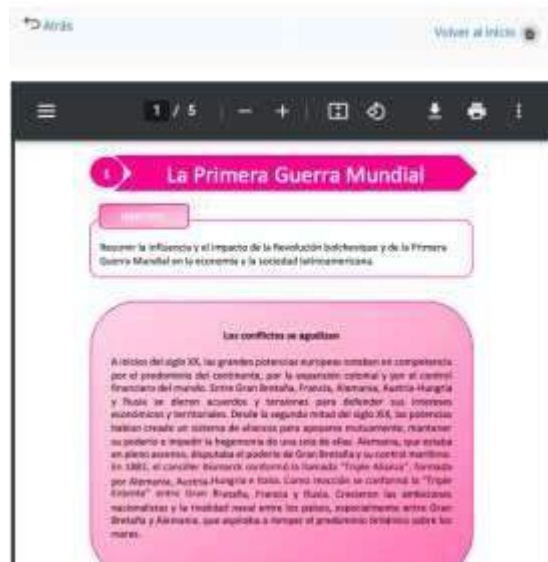 Atrás
Volver al inicio
1 / 5
1
La Primera Guerra Mundial
la influencia y el impacto de la Revolución bolchevique y de la Primera
Guerra Mundial en la economía y la sociedad latinoamericana.
Los conflictos se agudizan
A inicios del siglo XX, las grandes potencias europeas estaban en competencia
por el predominio del continente, por la expansión colonial y por el control
financiero del mundo. Entre Gran Bretaña, Francia, Alemania, Austria-Hungría
y Rusia se dieron acuerdos y tensiones para defender sus intereses
económicos y territoriales. Desde la segunda mitad del siglo XIX, las potencias
habían creado un sistema de alianzas para apoyarse mutuamente, mantener
su poderío e impedir la hegemonía de una sola de ellas. Alemania, que estaba
en pleno ascenso, disputaba el poderío de Gran Bretaña y su control marítimo.
En 1882, el canciller Bismarck conformó la llamada "Triple Alianza", formada
por Alemania, Austria-Hungría e Italia. Como reacción se conformó la "Triple
Entente" entre Gran Bretaña, Francia y Rusia. Crecieron las ambiciones
nacionalistas y la rivalidad naval entre los países, especialmente entre Gran
Bretaña y Alemania, que aspiraba a romper el predominio británico sobre los
mares.